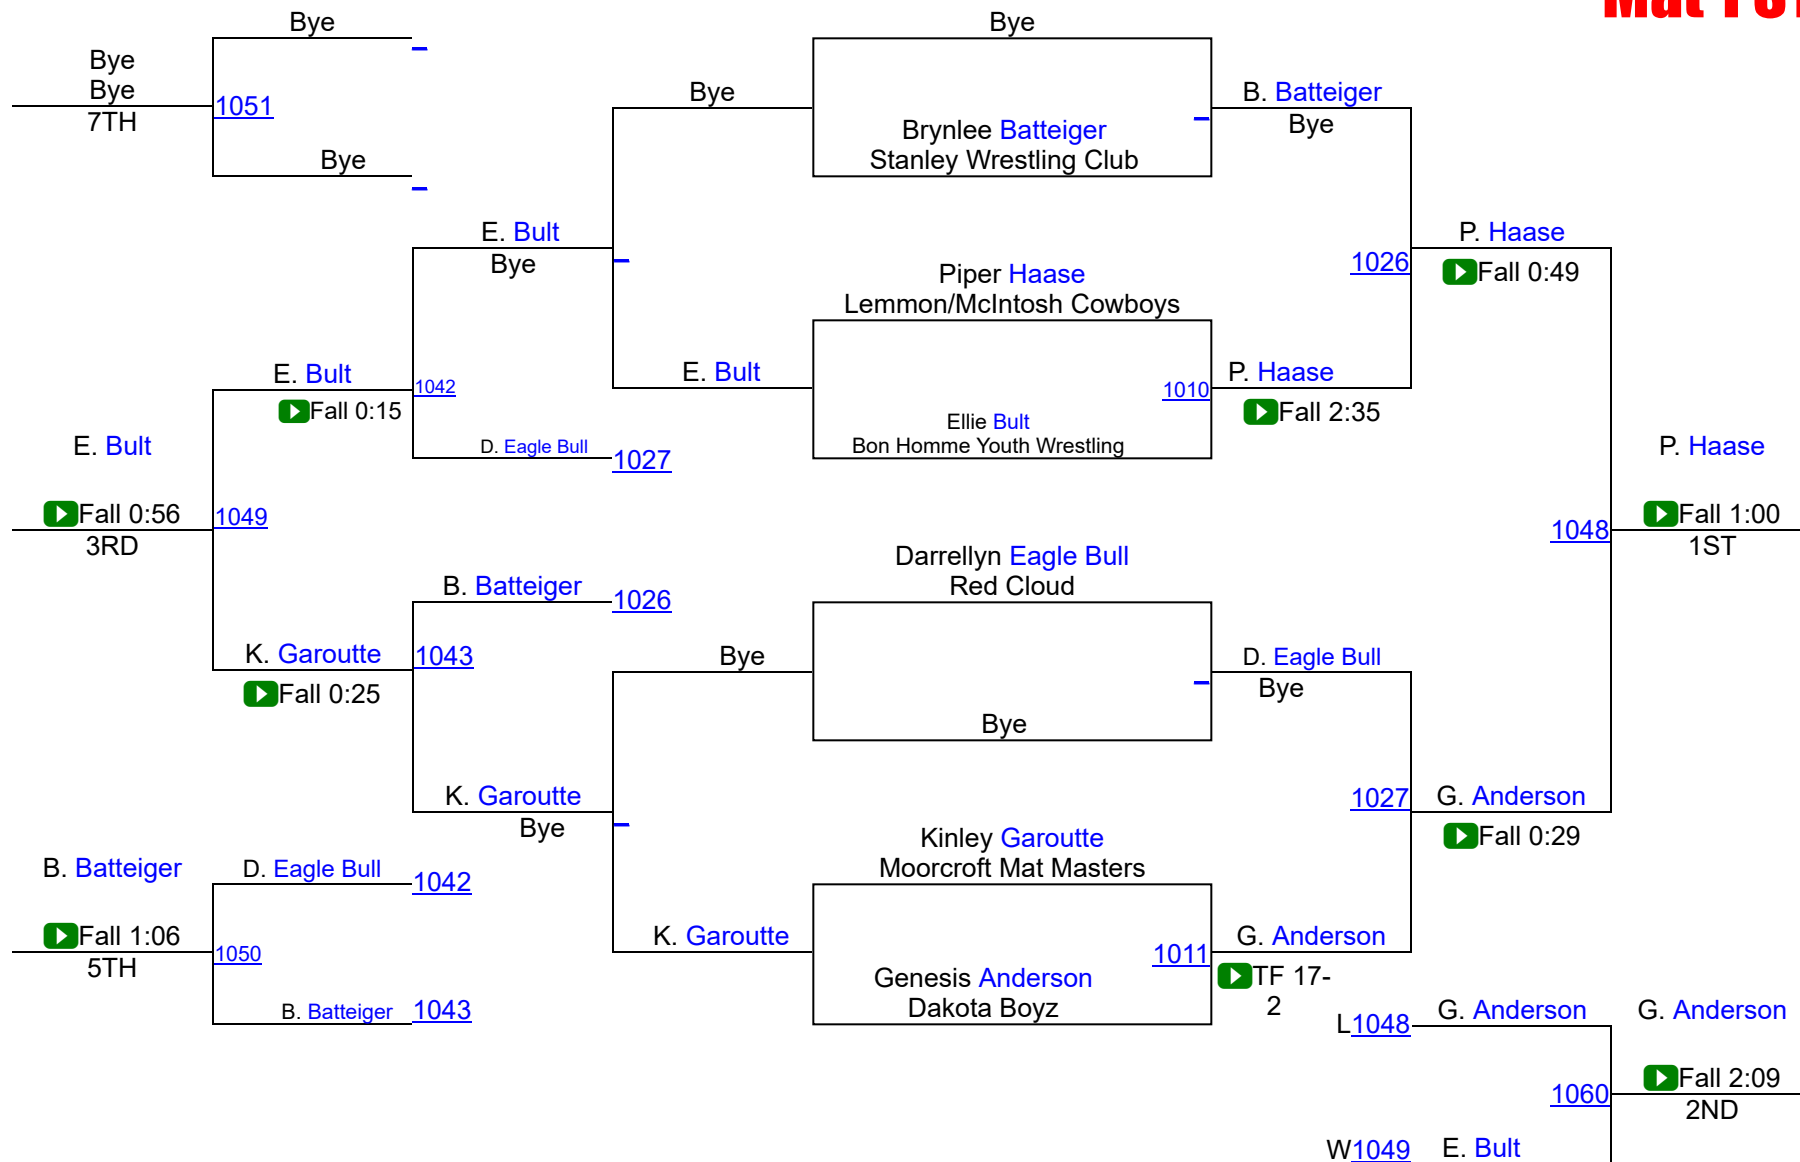 Bye
Bye
Bye
7TH
1051
Bye
Bye
Bye
Brynlee Batteiger
Stanley Wrestling Club
B. Batteiger
Bye
E. Bult
Bye
Piper Haase
Lemmon/McIntosh Cowboys
1026
P. Haase
Fall 0:49
E. Bult
Fall 0:15
1042
D. Eagle Bull
1027
E. Bult
Ellie Bult
Bon Homme Youth Wrestling
1010
P. Haase
Fall 2:35
E. Bult
Fall 0:56
3RD
1049
P. Haase
1048
Fall 1:00
1ST
B. Batteiger
1026
K. Garoutte
Fall 0:25
1043
Darrellyn Eagle Bull
Red Cloud
Bye
Bye
D. Eagle Bull
Bye
K. Garoutte
Bye
1027
G. Anderson
Fall 0:29
Kinley Garoutte
Moorcroft Mat Masters
B. Batteiger
Fall 1:06
5TH
D. Eagle Bull
1042
1050
B. Batteiger
1043
K. Garoutte
Genesis Anderson
Dakota Boyz
1011
G. Anderson
TF 17-
2
L1048
G. Anderson
G. Anderson
1060
Fall 2:09
2ND
W1049
E. Bult